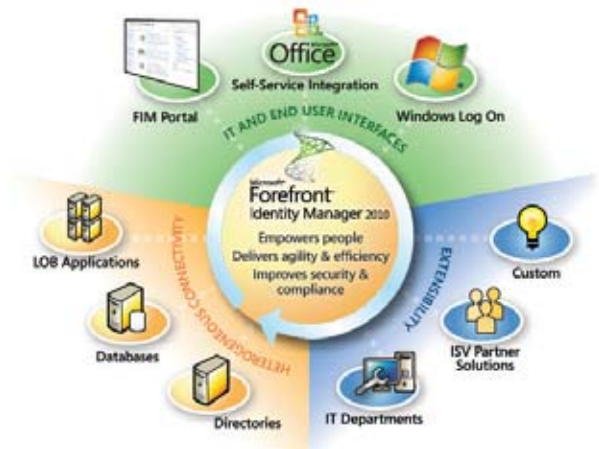 Microsoft
Office
Self-Service Integration
FIM Portal
Windows Log On
IT AND END USER INTERFACES
Microsoft
Forefront
Identity Manager 2010
Empowers people
Delivers agility & efficiency
Improves security &
compliance
LOB Applications
Databases
Directories
HETEROGENEOUS CONNECTIVITY
EXTENSIBILITY
Custom
ISV Partner
Solutions
IT Departments